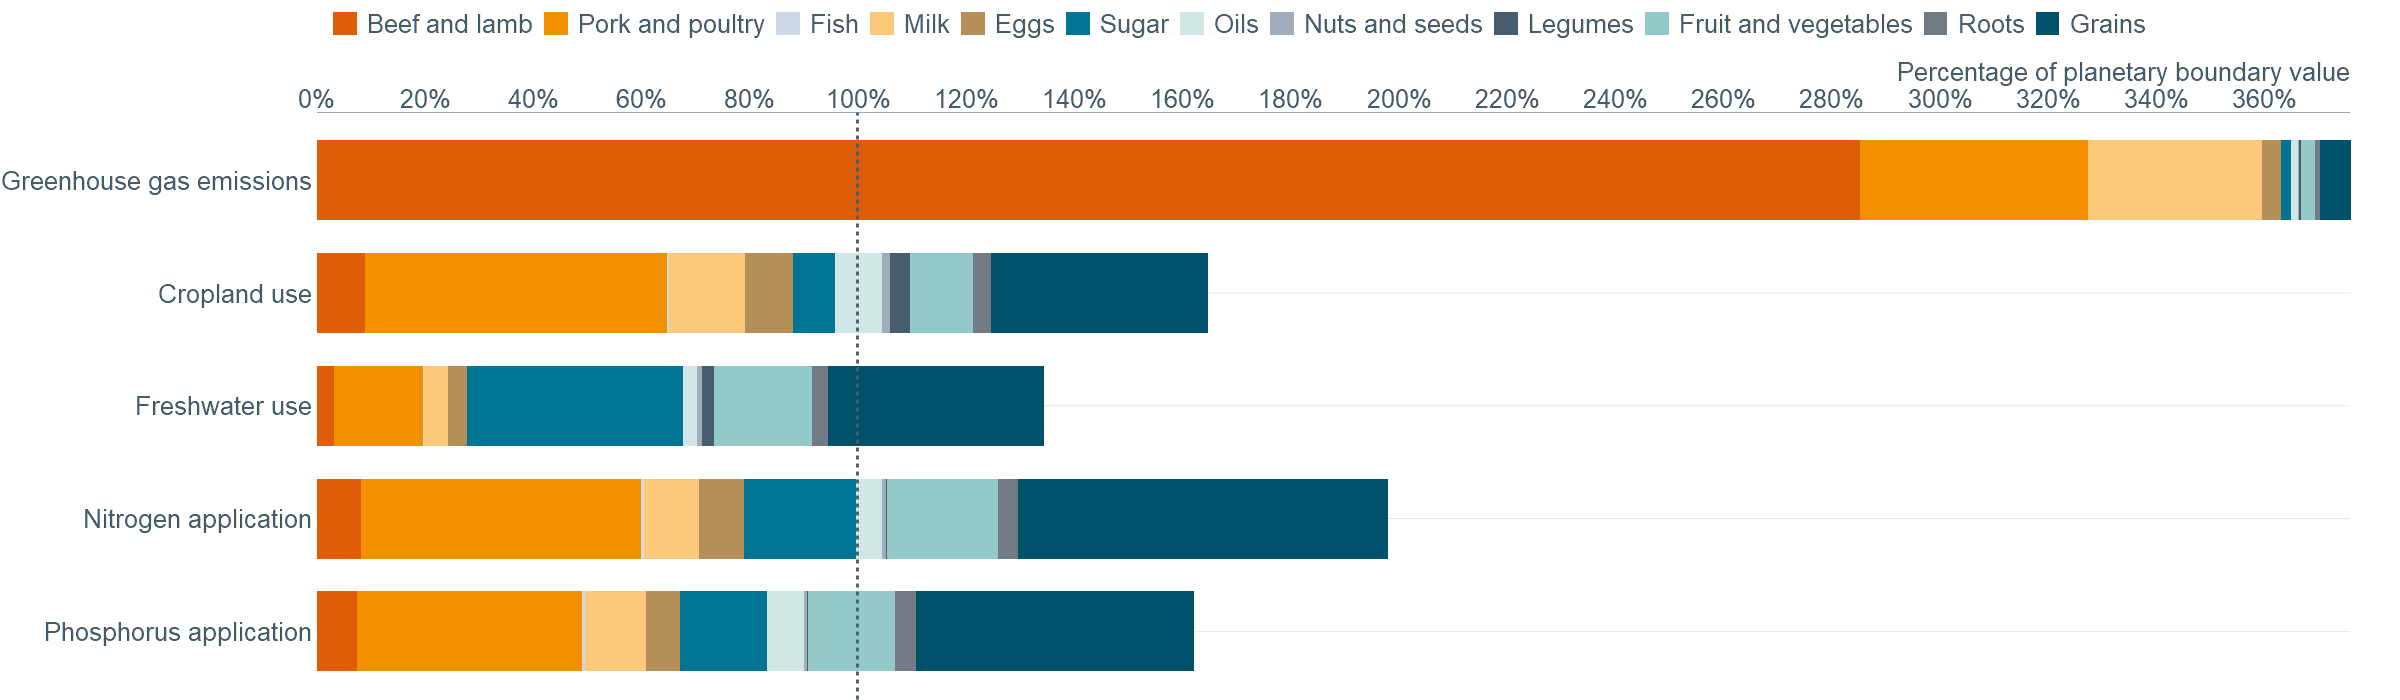 Beef and lamb Pork and poultry Fish Milk Eggs Sugar Oils Nuts and seeds Legumes Fruit and vegetables Roots Grains
Percentage of planetary boundary value
0% 20% 40% 60% 80% 100% 120% 140% 160% 180% 200% 220% 240% 260% 280% 300% 320% 340% 360%
Greenhouse gas emissions
Cropland use
Freshwater use
Nitrogen application
Phosphorus application